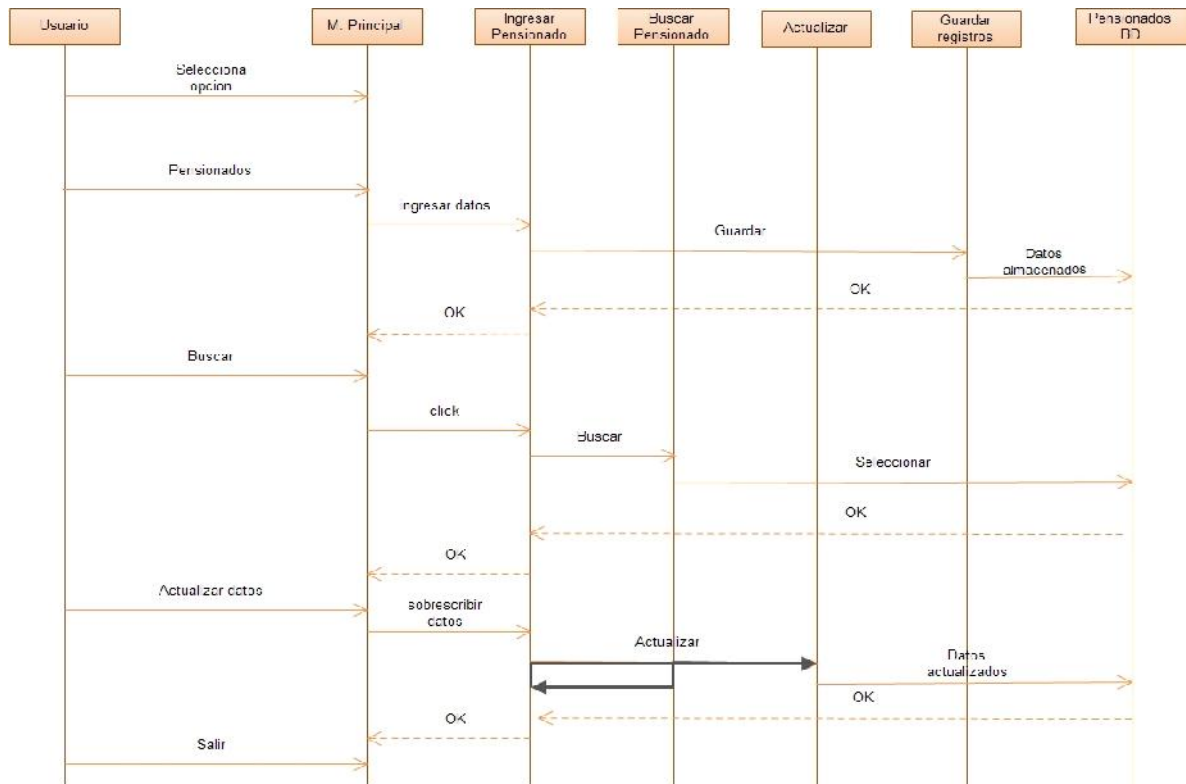 Usuario
M. Principal
Ingresar
Pensionado
Buscar
Pensionado
Actualizar
Guardar
registros
Pensionados
BD
Selecciona
opcion
Pensionados
ingresar datos
Guardar
Datos
almacenados
OK
OK
Buscar
click
Buscar
Seleccionar
OK
OK
Actualizar datos
sobrescribir
datos
Actualizar
Datos
actualizados
OK
OK
Salir